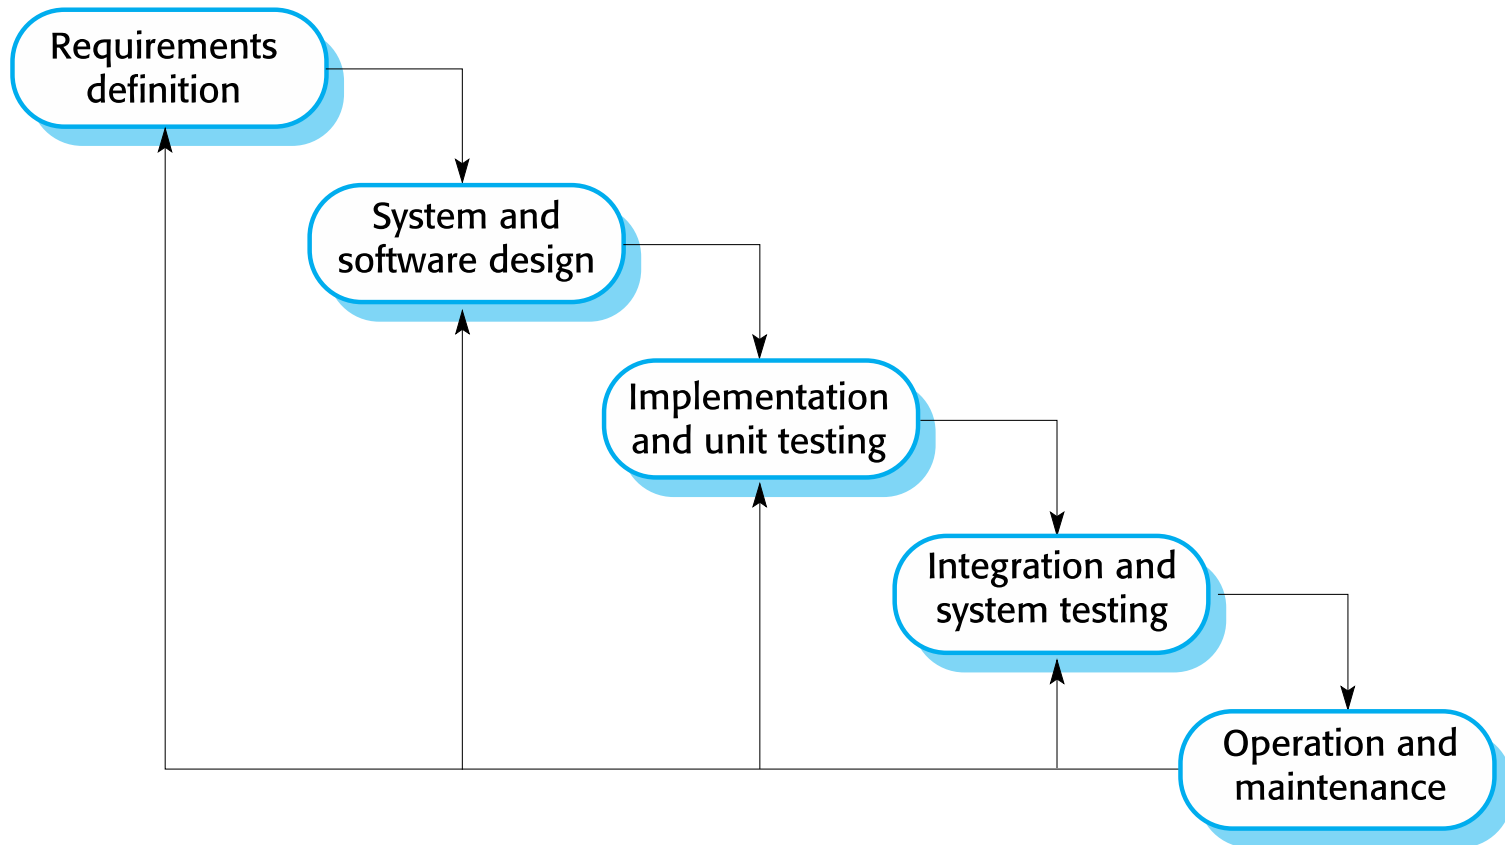 Requirements
definition
System and
software design
Implementation
and unit testing
Integration and
system testing
Operation and
maintenance